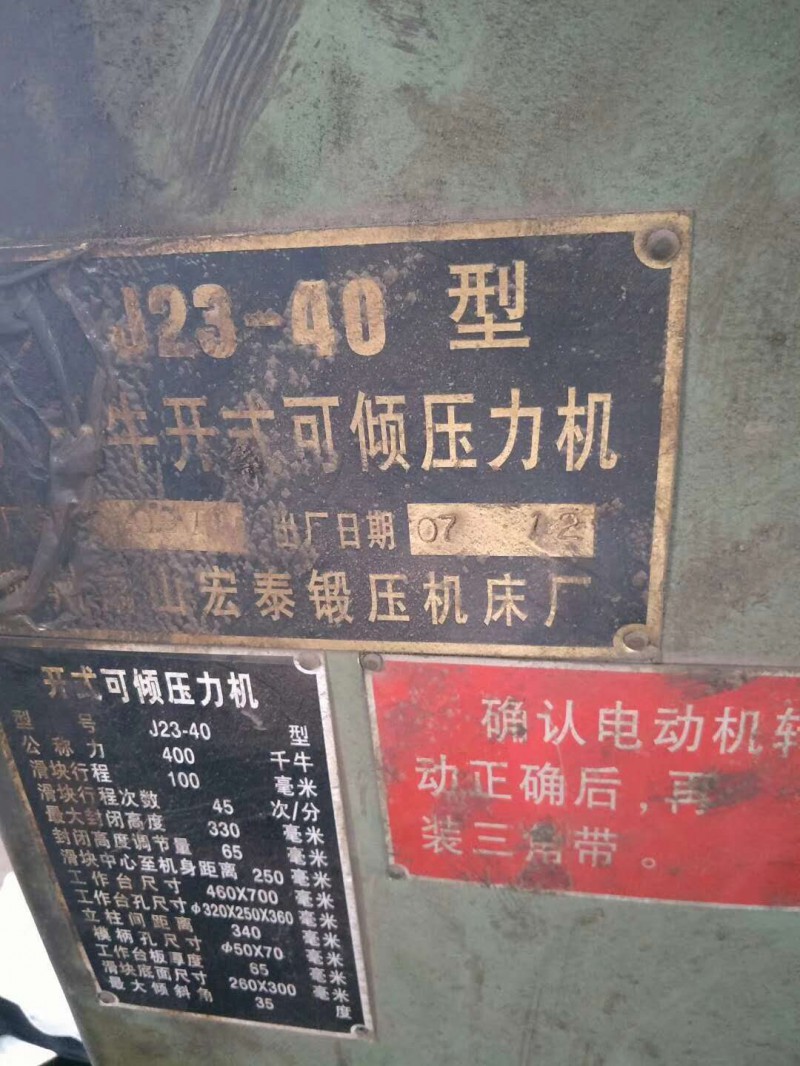 J23-40 型
牛开式可倾压力机
出厂日期 07 12
山宏泰锻压机床厂
开式可倾压力机
型号 J23-40 型
公称力 400 千牛
滑块行程 100 毫米
滑块行程次数 45 次/分
最大封闭高度 330 毫米
封闭高度调节量 65 毫米
滑块中心至机身距离 250 毫米
工作台尺寸 460X700 毫米
工作台孔尺寸 φ320X250X360 毫米
立柱间距离 340 毫米
模柄孔尺寸 φ50X70 毫米
工作台板厚度 65 毫米
滑块底面尺寸 260X300 毫米
最大倾斜角 35 度
确认电动机转
动正确后,再
装三角带。